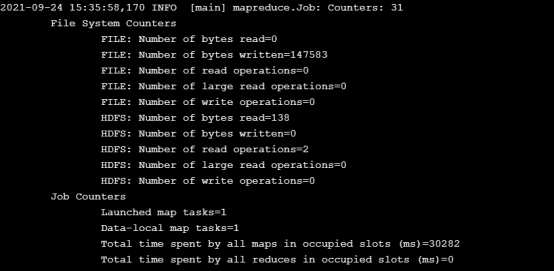 2021-09-24 15:35:58,170 INFO  [main] mapreduce.Job: Counters: 31
File System Counters
FILE: Number of bytes read=0
FILE: Number of bytes written=147583
FILE: Number of read operations=0
FILE: Number of large read operations=0
FILE: Number of write operations=0
HDFS: Number of bytes read=138
HDFS: Number of bytes written=0
HDFS: Number of read operations=2
HDFS: Number of large read operations=0
HDFS: Number of write operations=0
Job Counters
Launched map tasks=1
Data-local map tasks=1
Total time spent by all maps in occupied slots (ms)=30282
Total time spent by all reduces in occupied slots (ms)=0